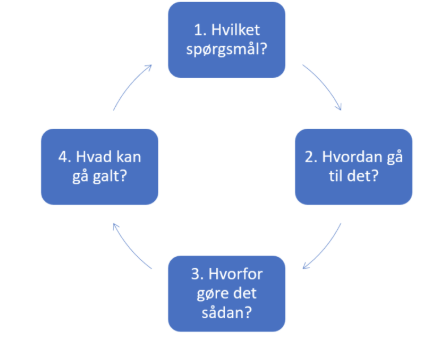 1. Hvilket
spørgsmål?
2. Hvordan gå
til det?
3. Hvorfor
gøre det
sådan?
4. Hvad kan
gå galt?